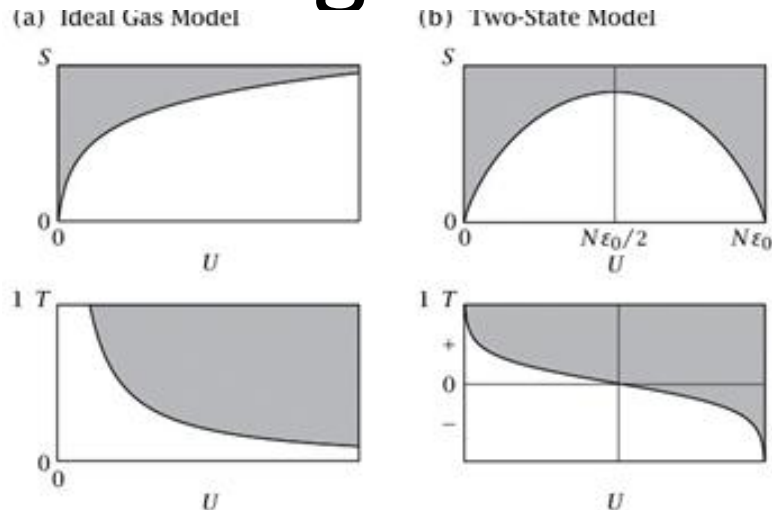 (a) Ideal Gas Model
S
0
0
U
1 T
0
0
U
(b) Two-State Model
S
0
0 Nε₀/2 Nε₀
U
1 T
+
0
−
U